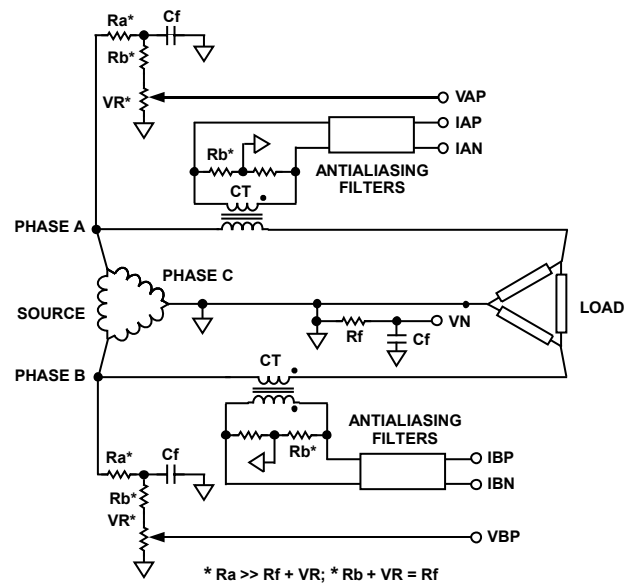 Ra*
Cf
Rb*
VR*
VAP
IAP
IAN
Rb*
ANTIALIASING
FILTERS
CT
PHASE A
PHASE C
SOURCE
LOAD
VN
Rf
Cf
CT
PHASE B
ANTIALIASING
FILTERS
Rb*
Ra*
Cf
IBP
IBN
Rb*
VR*
VBP
* Ra >> Rf + VR; * Rb + VR = Rf